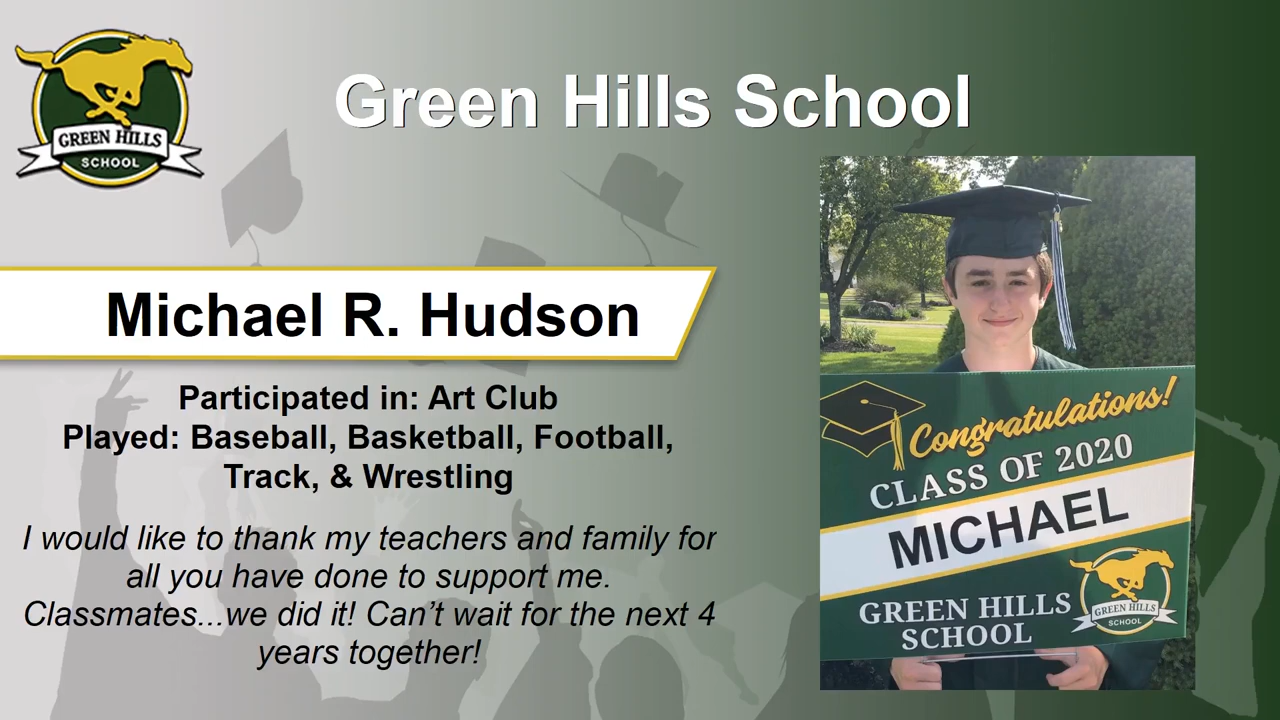 GREEN HILLS
SCHOOL
Green Hills School
Michael R. Hudson
Participated in: Art Club
Played: Baseball, Basketball, Football,
Track, & Wrestling
I would like to thank my teachers and family for
all you have done to support me.
Classmates...we did it! Can’t wait for the next 4
years together!
Congratulations!
CLASS OF 2020
MICHAEL
GREEN HILLS
SCHOOL
GREEN HILLS
SCHOOL